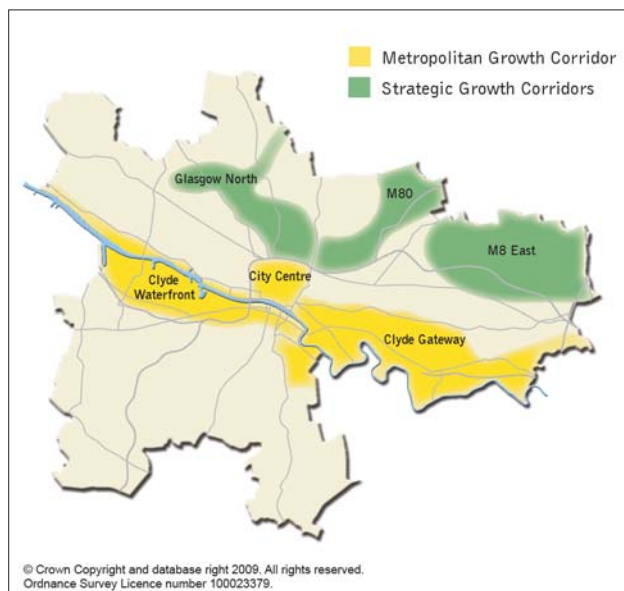 Metropolitan Growth Corridor
Strategic Growth Corridors
Glasgow North
M80
M8 East
City Centre
Clyde
Waterfront
Clyde Gateway
© Crown Copyright and database right 2009. All rights reserved.
Ordnance Survey Licence number 100023379.